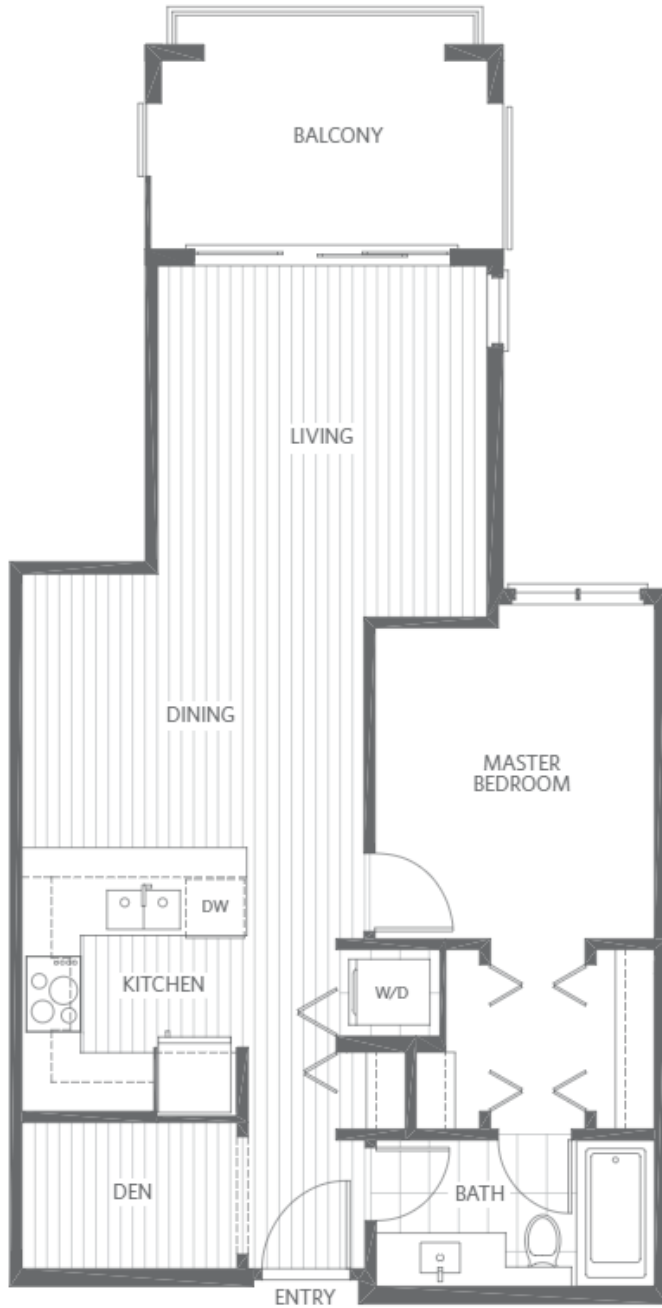 BALCONY
LIVING
DINING
MASTER
BEDROOM
DW
KITCHEN
W/D
DEN
BATH
ENTRY